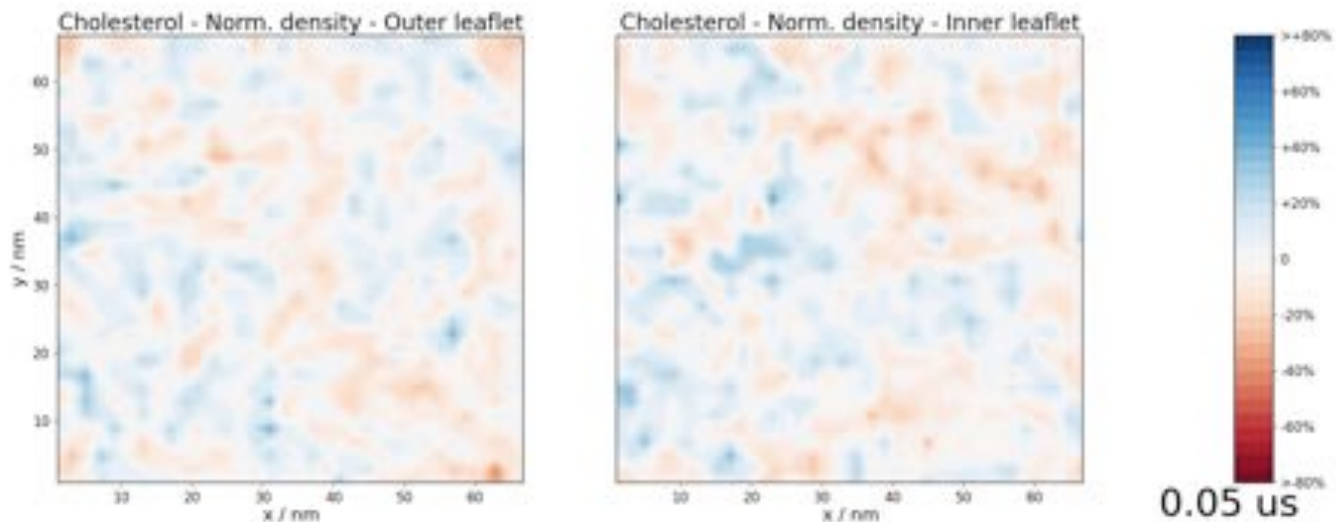 Cholesterol - Norm. density - Outer leaflet
60
50
40
30
20
10
y / nm
10 20 30 40 50 60
x / nm
Cholesterol - Norm. density - Inner leaflet
10 20 30 40 50 60
x / nm
>+80%
+60%
+40%
+20%
0
-20%
-40%
-60%
>-80%
0.05 us